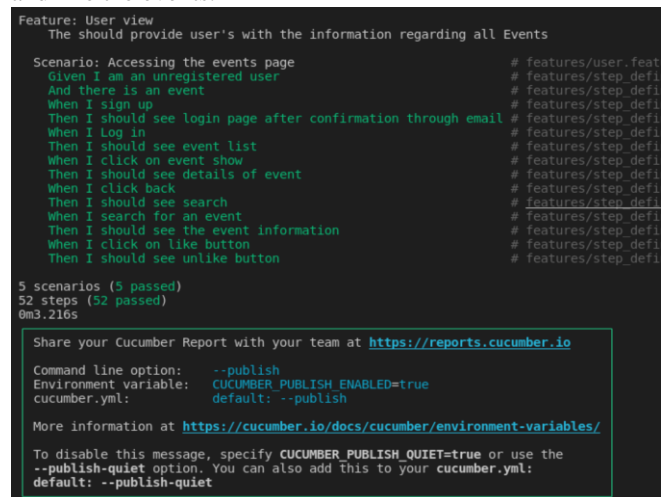 Feature: User view
The should provide user's with the information regarding all Events
Scenario: Accessing the events page # features/user.feat
Given I am an unregistered user # features/step_defi
And there is an event # features/step_defi
When I sign up # features/step_defi
Then I should see login page after confirmation through email # features/step_defi
When I Log in # features/step_defi
Then I should see event list # features/step_defi
When I click on event show # features/step_defi
Then I should see details of event # features/step_defi
When I click back # features/step_defi
Then I should see search # features/step_defi
When I search for an event # features/step_defi
Then I should see the event information # features/step_defi
When I click on like button # features/step_defi
Then I should see unlike button # features/step_defi
5 scenarios (5 passed)
52 steps (52 passed)
0m3.216s
Share your Cucumber Report with your team at https://reports.cucumber.io
Command line option: --publish
Environment variable: CUCUMBER_PUBLISH_ENABLED=true
cucumber.yml: default: --publish
More information at https://cucumber.io/docs/cucumber/environment-variables/
To disable this message, specify CUCUMBER_PUBLISH_QUIET=true or use the
--publish-quiet option. You can also add this to your cucumber.yml:
default: --publish-quiet